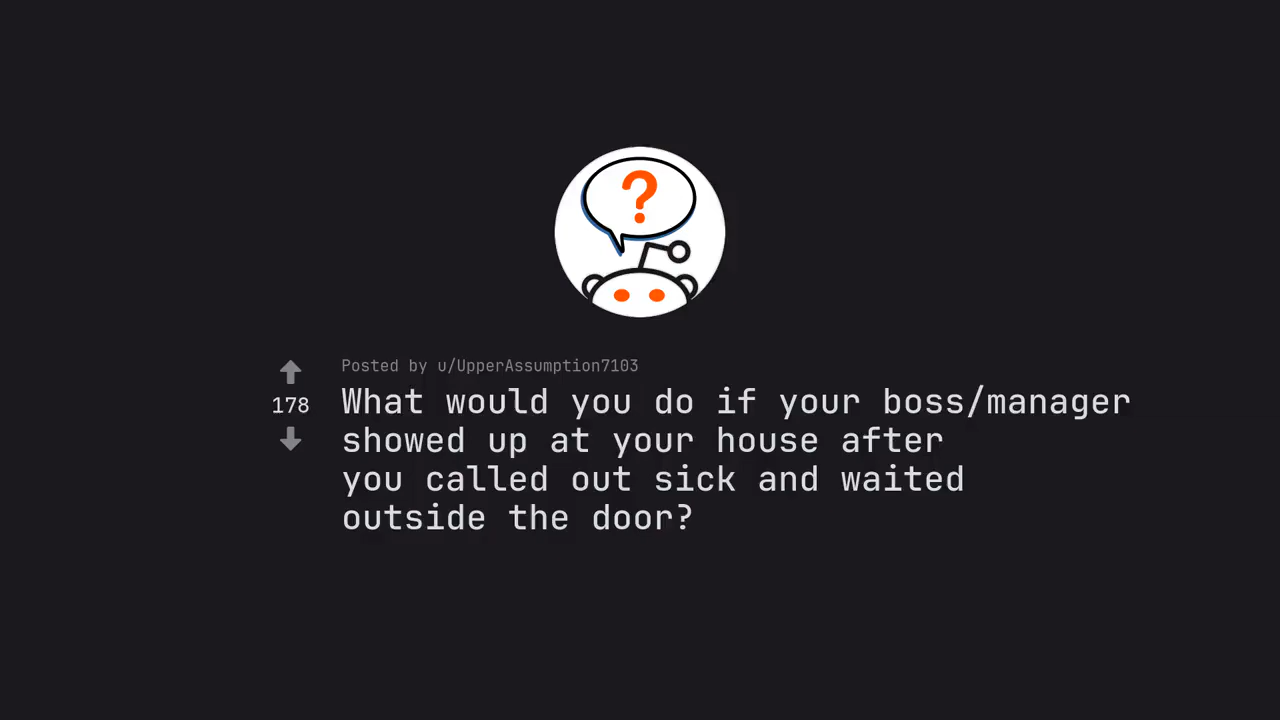 ?
Posted by u/UpperAssumption7103
178
What would you do if your boss/manager
showed up at your house after
you called out sick and waited
outside the door?